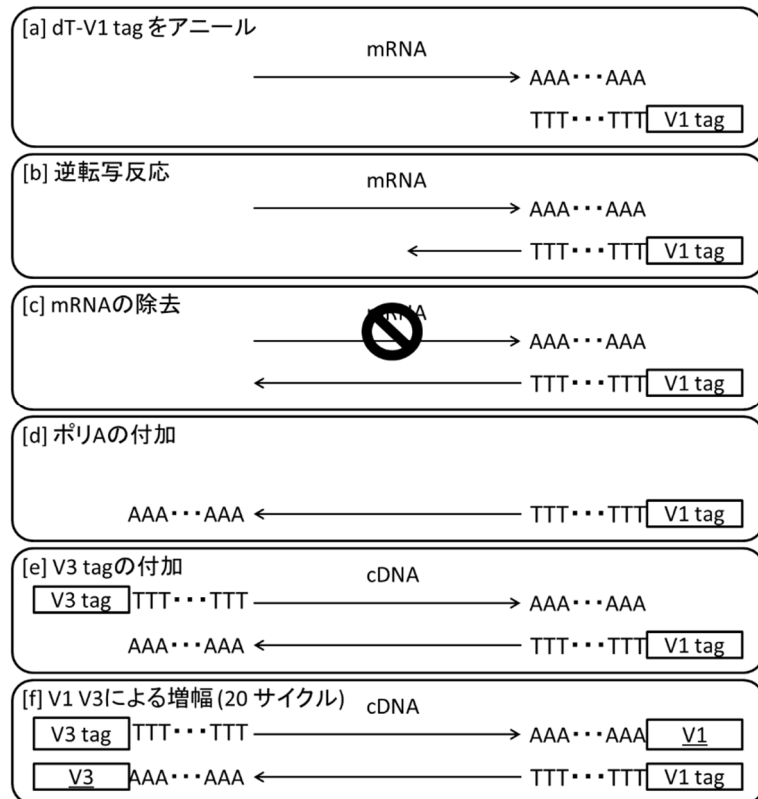 [a] dT-V1 tag をアニール
mRNA
AAA･･･AAA
TTT･･･TTT V1 tag
[b] 逆転写反応
mRNA
AAA･･･AAA
TTT･･･TTT V1 tag
[c] mRNAの除去
mRNA
AAA･･･AAA
TTT･･･TTT V1 tag
[d] ポリAの付加
AAA･･･AAA TTT･･･TTT V1 tag
[e] V3 tagの付加
cDNA
V3 tag TTT･･･TTT AAA･･･AAA
AAA･･･AAA TTT･･･TTT V1 tag
[f] V1 V3による増幅 (20 サイクル)
cDNA
V3 tag TTT･･･TTT AAA･･･AAA V1
V3 AAA･･･AAA TTT･･･TTT V1 tag